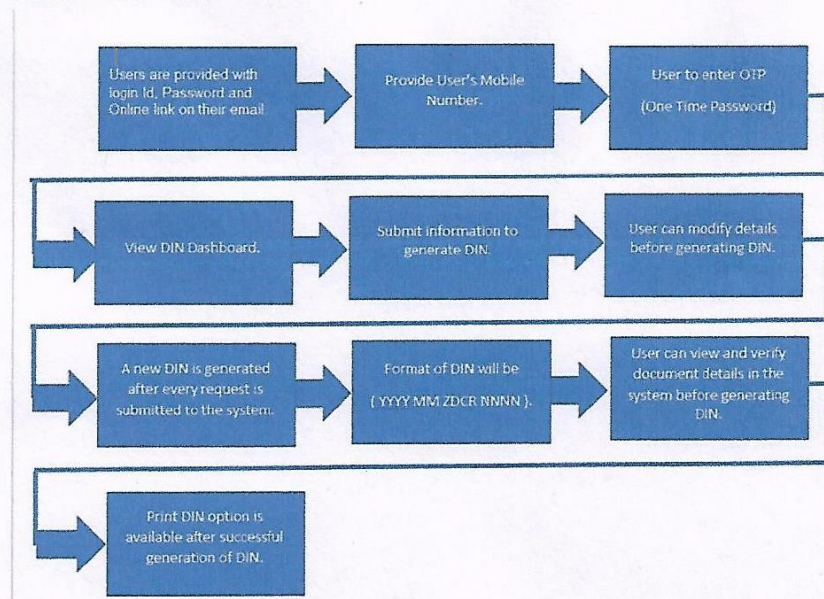 Users are provided with
login Id, Password and
Online link on their email
Provide User's Mobile
Number.
User to enter OTP
(One Time Password)
View DIN Dashboard.
Submit information to
generate DIN.
User can modify details
before generating DIN.
A new DIN is generated
after every request is
submitted to the system.
Format of DIN will be
( YYYY MM ZDCR NNNN ).
User can view and verify
document details in the
system before generating
DIN.
Print DIN option is
available after successful
generation of DIN.